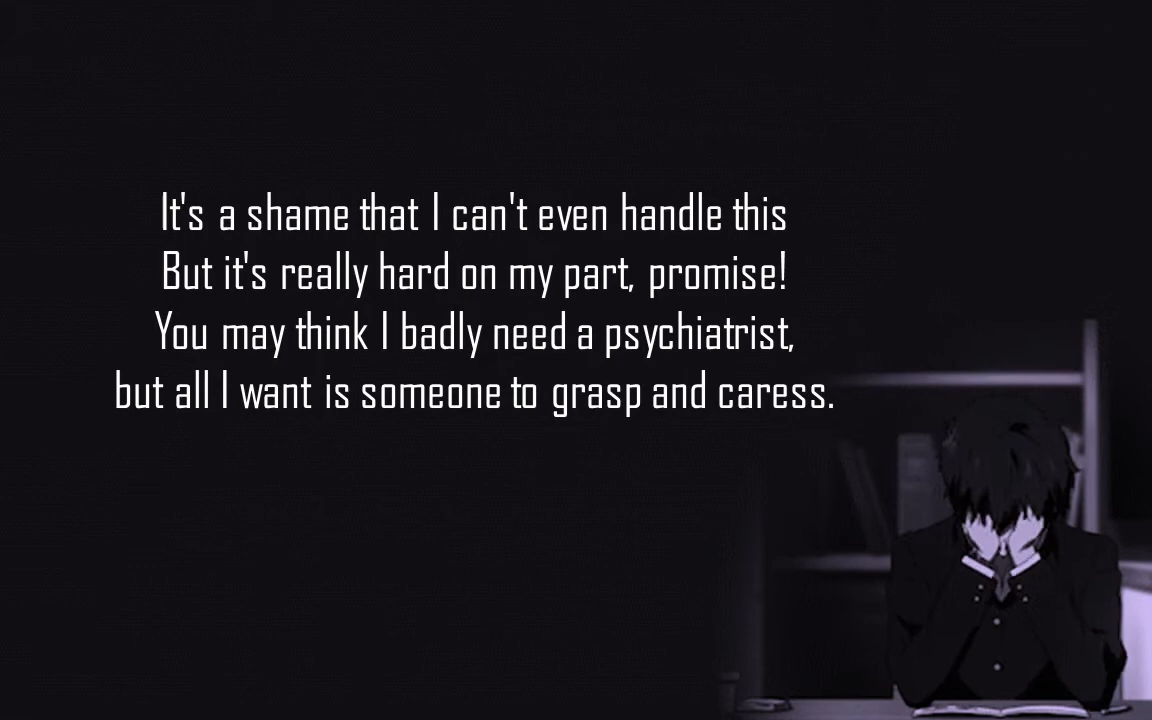 It's a shame that I can't even handle this
But it's really hard on my part, promise!
You may think I badly need a psychiatrist,
but all I want is someone to grasp and caress.